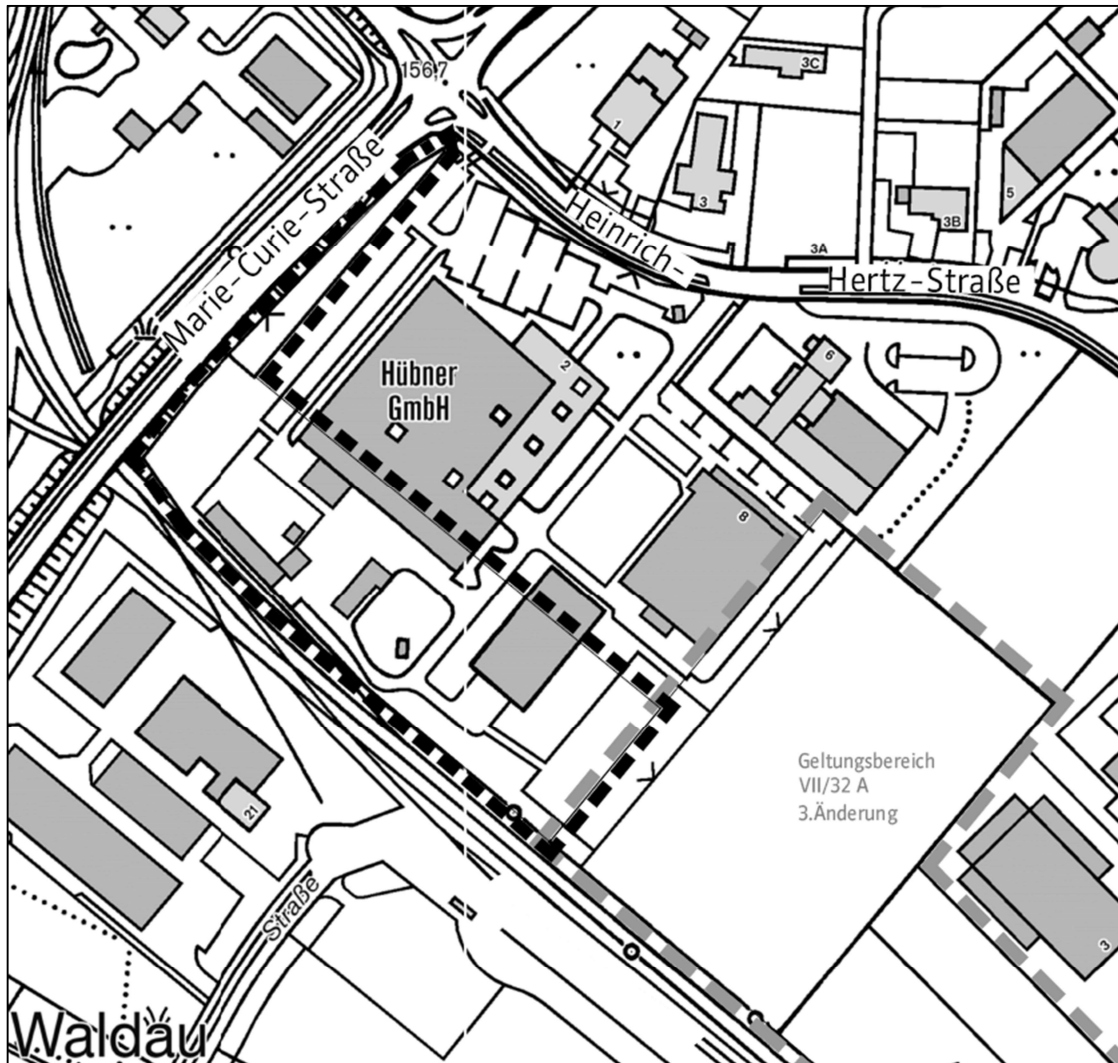 156,7
3C
1
3
5
3B
3A
Marie-Curie-Straße
Heinrich-
Hertz-Straße
Hübner
GmbH
2
6
8
Geltungsbereich
VII/32 A
3.Änderung
21
3
Straße
Waldau